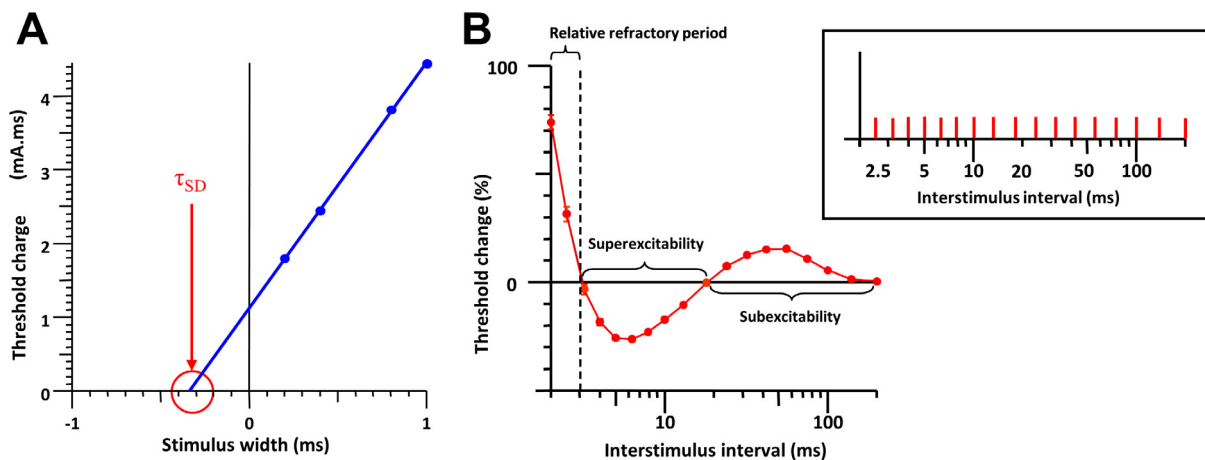 A
Threshold charge (mA.ms)
4
3
2
1
0
τSD
-1 0 1
Stimulus width (ms)
B
Relative refractory period
Threshold change (%)
100
0
Superexcitability
Subexcitability
10 100
Interstimulus interval (ms)
2.5 5 10 20 50 100
Interstimulus interval (ms)